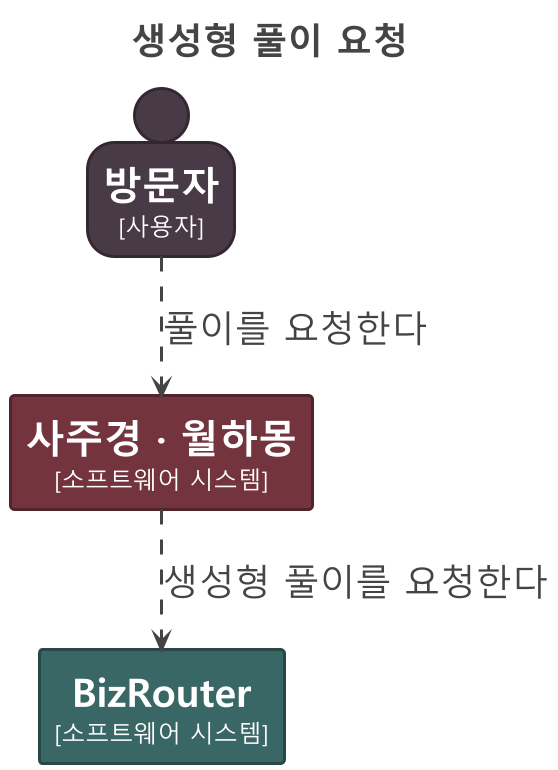 생성형 풀이 요청
방문자
[사용자]
풀이를 요청한다
사주경 · 월하몽
[소프트웨어 시스템]
생성형 풀이를 요청한다
BizRouter
[소프트웨어 시스템]